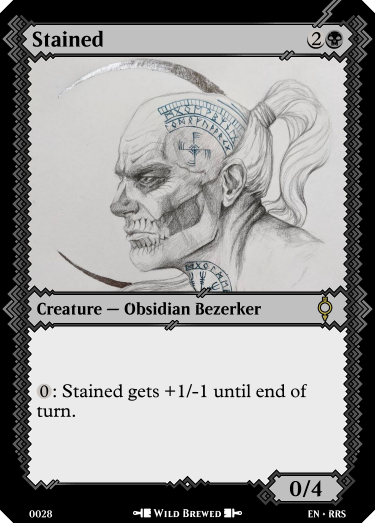 Stained 2
Creature — Obsidian Bezerker
0: Stained gets +1/-1 until end of
turn.
0/4
0028 WILD BREWED EN • RRS